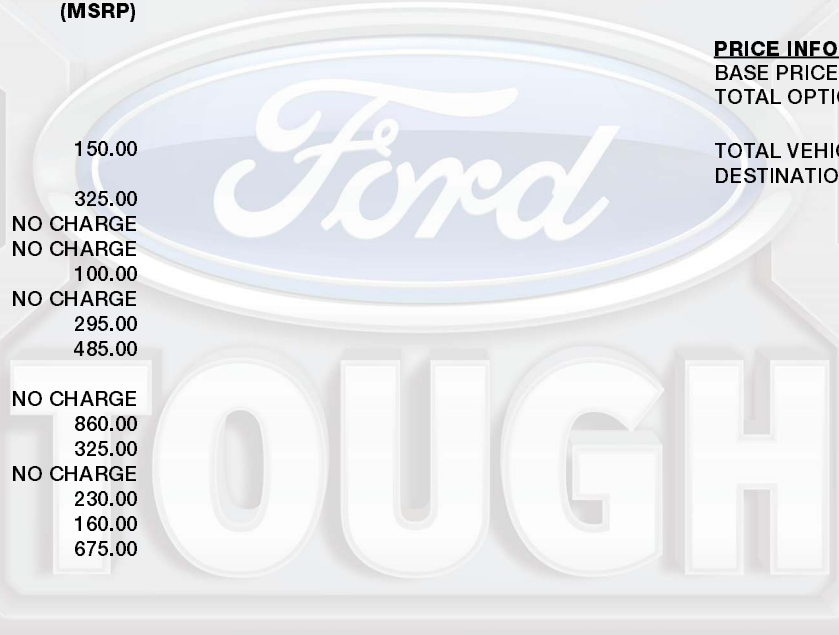 (MSRP)
150.00
325.00
NO CHARGE
NO CHARGE
100.00
NO CHARGE
295.00
485.00
NO CHARGE
860.00
325.00
NO CHARGE
230.00
160.00
675.00
PRICE INFO
BASE PRICE
TOTAL OPTIO
TOTAL VEHIC
DESTINATIO
Ford
TOUGH